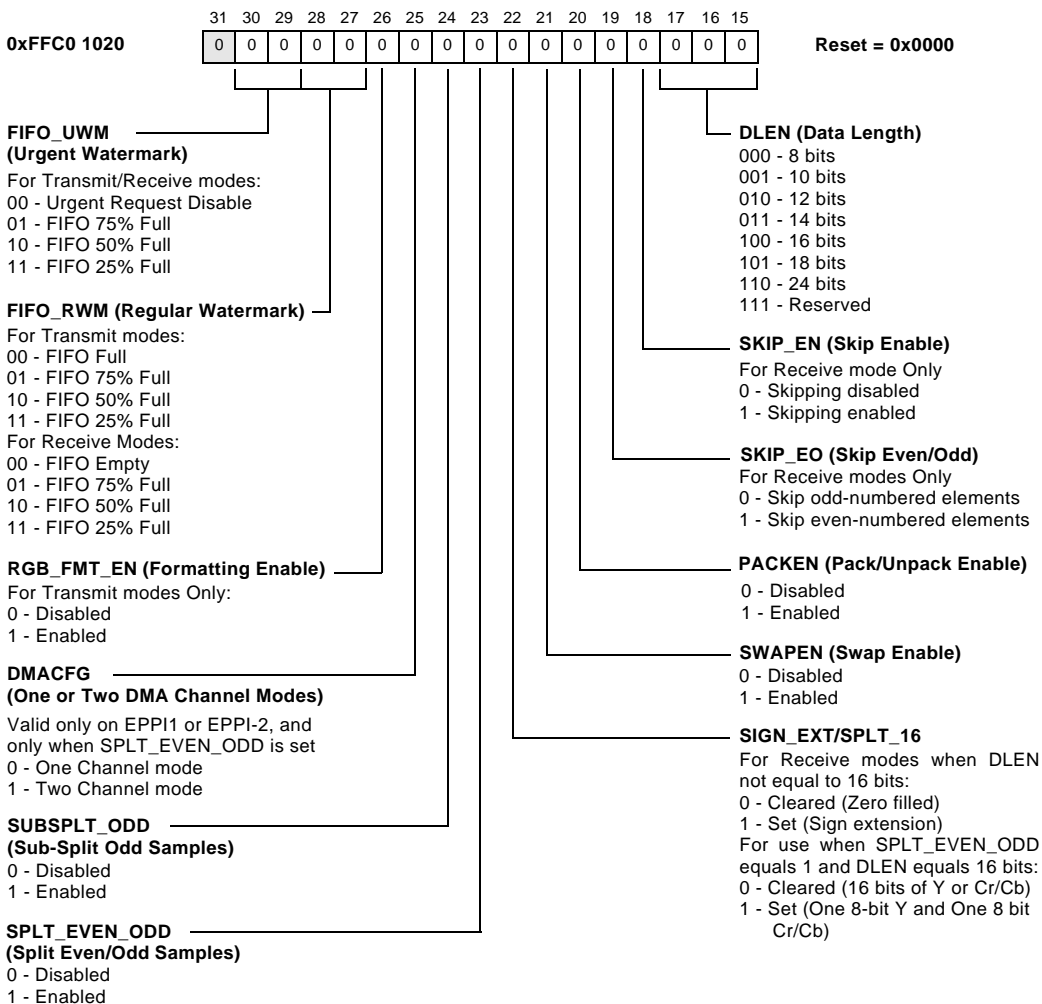 31 30 29 28 27 26 25 24 23 22 21 20 19 18 17 16 15
0xFFC0 1020 0 0 0 0 0 0 0 0 0 0 0 0 0 0 0 0 0 Reset = 0x0000
FIFO_UWM
(Urgent Watermark)
For Transmit/Receive modes:
00 - Urgent Request Disable
01 - FIFO 75% Full
10 - FIFO 50% Full
11 - FIFO 25% Full
FIFO_RWM (Regular Watermark)
For Transmit modes:
00 - FIFO Full
01 - FIFO 75% Full
10 - FIFO 50% Full
11 - FIFO 25% Full
For Receive Modes:
00 - FIFO Empty
01 - FIFO 75% Full
10 - FIFO 50% Full
11 - FIFO 25% Full
RGB_FMT_EN (Formatting Enable)
For Transmit modes Only:
0 - Disabled
1 - Enabled
DMACFG
(One or Two DMA Channel Modes)
Valid only on EPPI1 or EPPI-2, and
only when SPLT_EVEN_ODD is set
0 - One Channel mode
1 - Two Channel mode
SUBSPLT_ODD
(Sub-Split Odd Samples)
0 - Disabled
1 - Enabled
SPLT_EVEN_ODD
(Split Even/Odd Samples)
0 - Disabled
1 - Enabled
DLEN (Data Length)
000 - 8 bits
001 - 10 bits
010 - 12 bits
011 - 14 bits
100 - 16 bits
101 - 18 bits
110 - 24 bits
111 - Reserved
SKIP_EN (Skip Enable)
For Receive mode Only
0 - Skipping disabled
1 - Skipping enabled
SKIP_EO (Skip Even/Odd)
For Receive modes Only
0 - Skip odd-numbered elements
1 - Skip even-numbered elements
PACKEN (Pack/Unpack Enable)
0 - Disabled
1 - Enabled
SWAPEN (Swap Enable)
0 - Disabled
1 - Enabled
SIGN_EXT/SPLT_16
For Receive modes when DLEN
not equal to 16 bits:
0 - Cleared (Zero filled)
1 - Set (Sign extension)
For use when SPLT_EVEN_ODD
equals 1 and DLEN equals 16 bits:
0 - Cleared (16 bits of Y or Cr/Cb)
1 - Set (One 8-bit Y and One 8 bit
Cr/Cb)